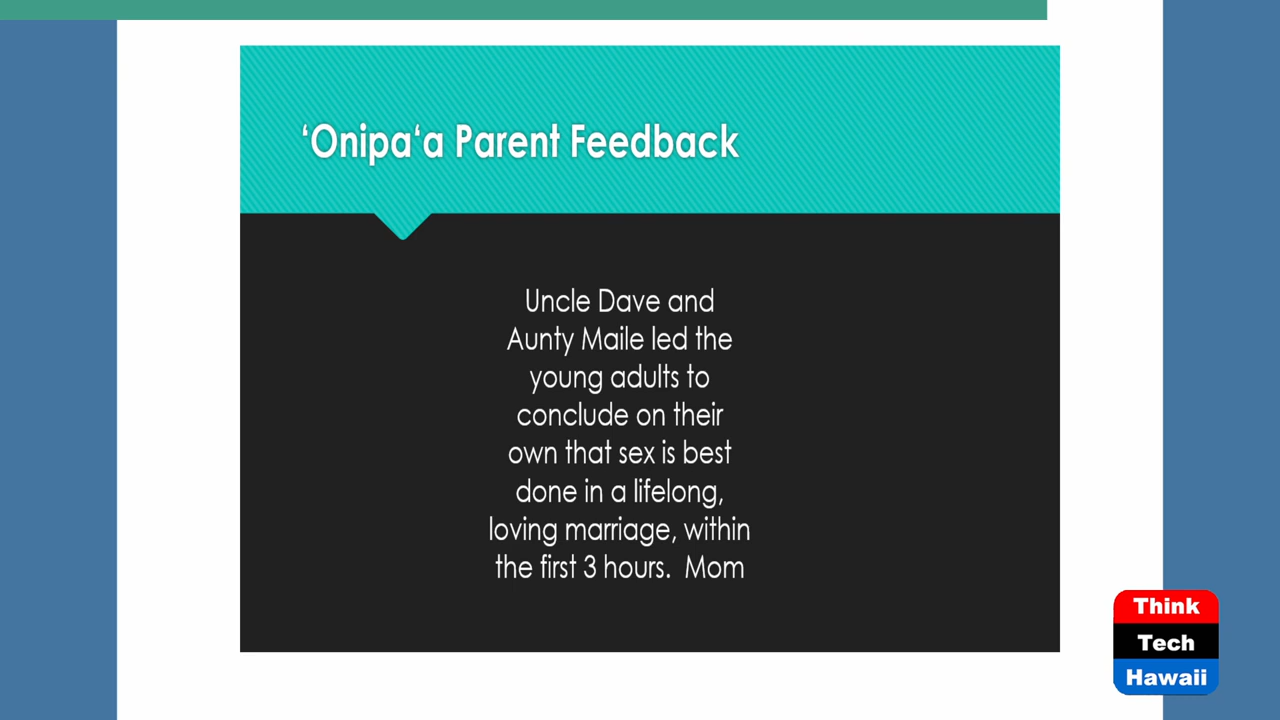 ‘Onipa‘a Parent Feedback
Uncle Dave and
Aunty Maile led the
young adults to
conclude on their
own that sex is best
done in a lifelong,
loving marriage, within
the first 3 hours.  Mom
Think
Tech
Hawaii